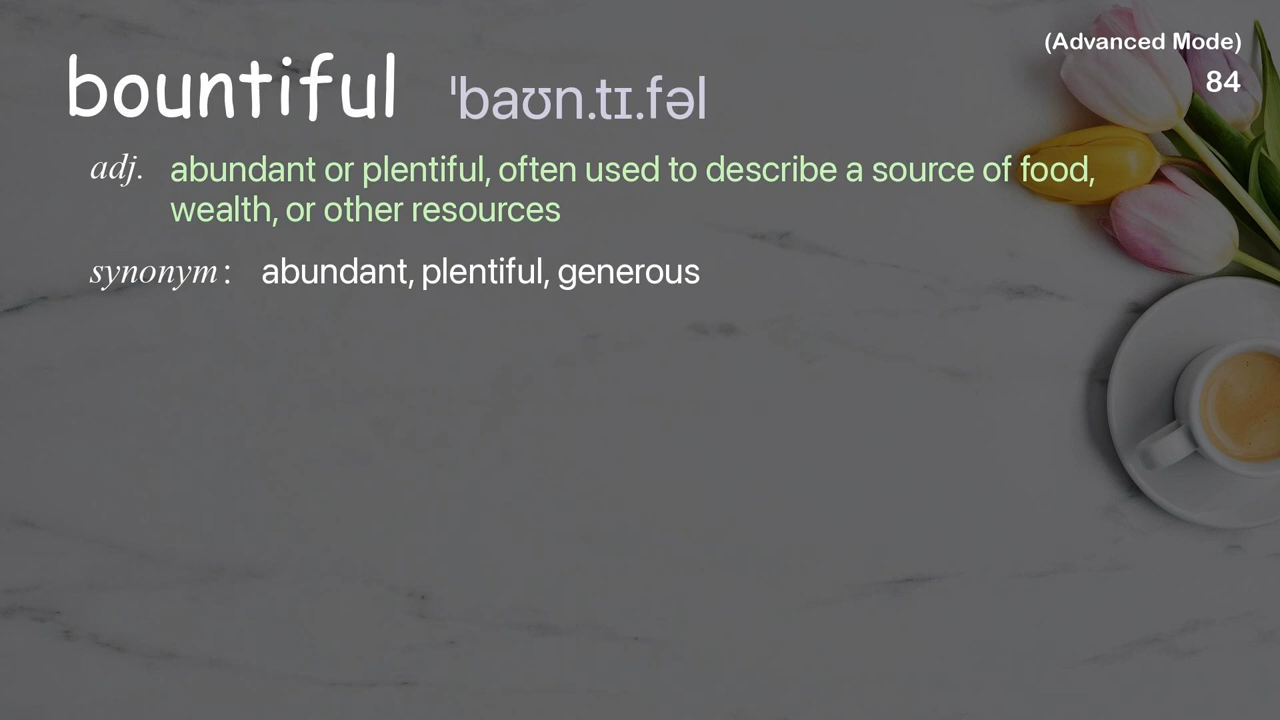 (Advanced Mode)
84
bountiful ˈbaʊn.tɪ.fəl
adj. abundant or plentiful, often used to describe a source of food,
wealth, or other resources
synonym: abundant, plentiful, generous